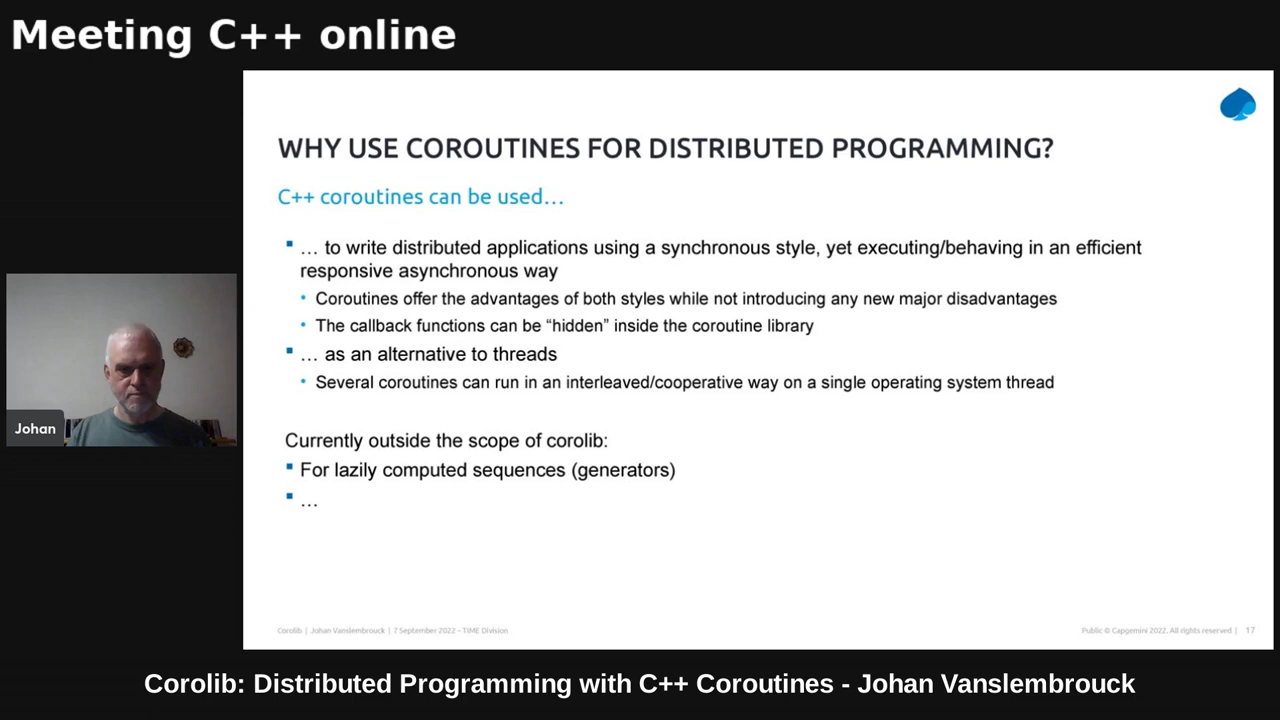 Meeting C++ online
WHY USE COROUTINES FOR DISTRIBUTED PROGRAMMING?
C++ coroutines can be used…
… to write distributed applications using a synchronous style, yet executing/behaving in an efficient
responsive asynchronous way
Coroutines offer the advantages of both styles while not introducing any new major disadvantages
The callback functions can be “hidden” inside the coroutine library
… as an alternative to threads
Several coroutines can run in an interleaved/cooperative way on a single operating system thread
Currently outside the scope of corolib:
For lazily computed sequences (generators)
…
Johan
Corolib | Johan Vanslembrouck | 7 September 2022 – TIME Division
Public © Capgemini 2022. All rights reserved | 17
Corolib: Distributed Programming with C++ Coroutines - Johan Vanslembrouck